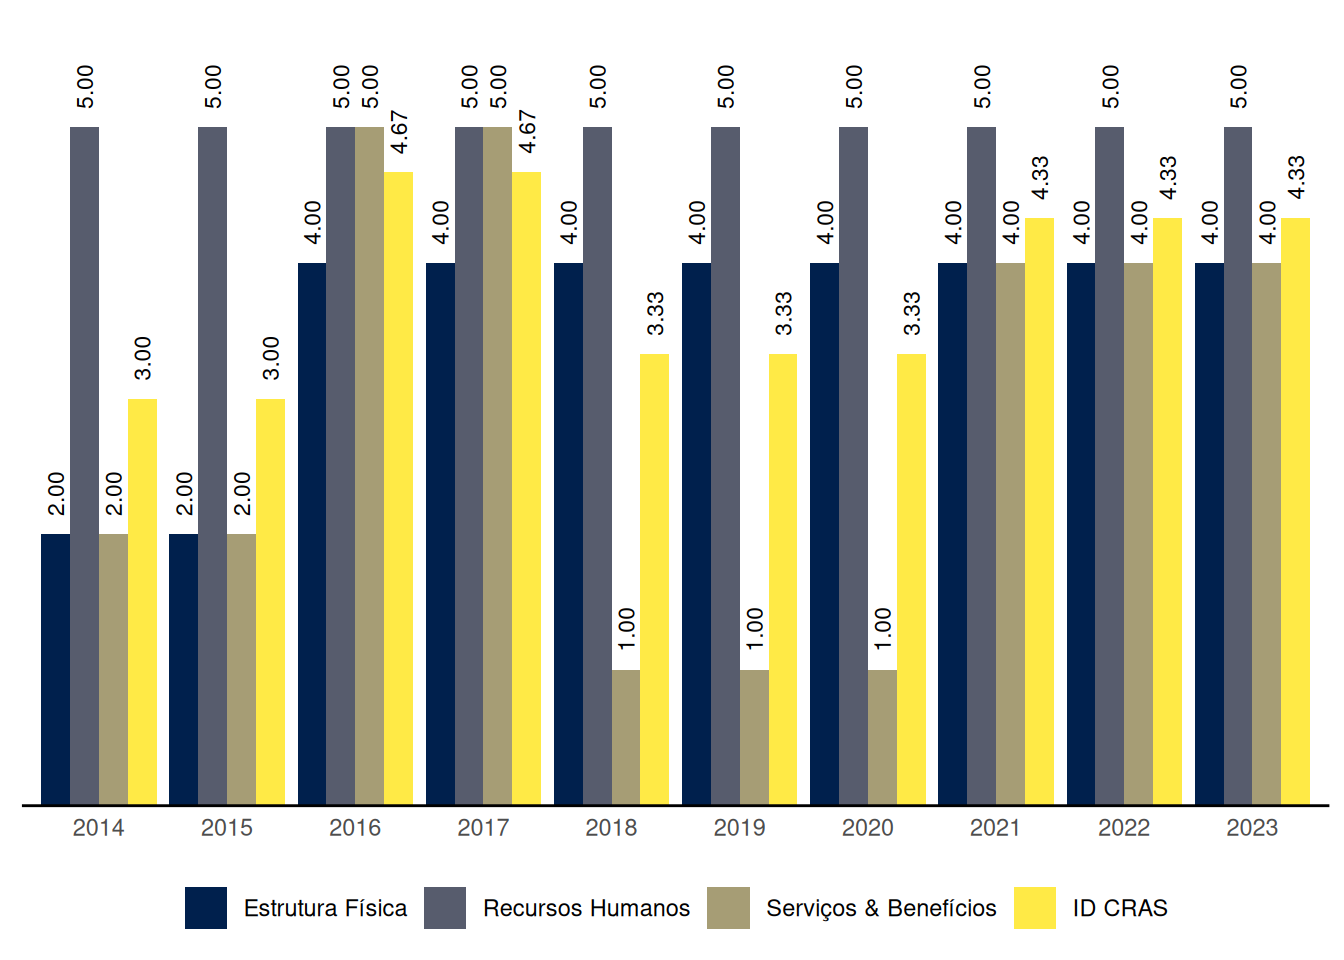 5.00 5.00 5.00 5.00 5.00 5.00 5.00 5.00 5.00 5.00 5.00 5.00
4.67 4.67
4.33 4.33 4.33
4.00 4.00 4.00 4.00 4.00 4.00 4.00 4.00 4.00 4.00 4.00
3.33 3.33 3.33
3.00 3.00
2.00 2.00 2.00 2.00
1.00 1.00 1.00
2014 2015 2016 2017 2018 2019 2020 2021 2022 2023
Estrutura Física Recursos Humanos Serviços & Benefícios ID CRAS